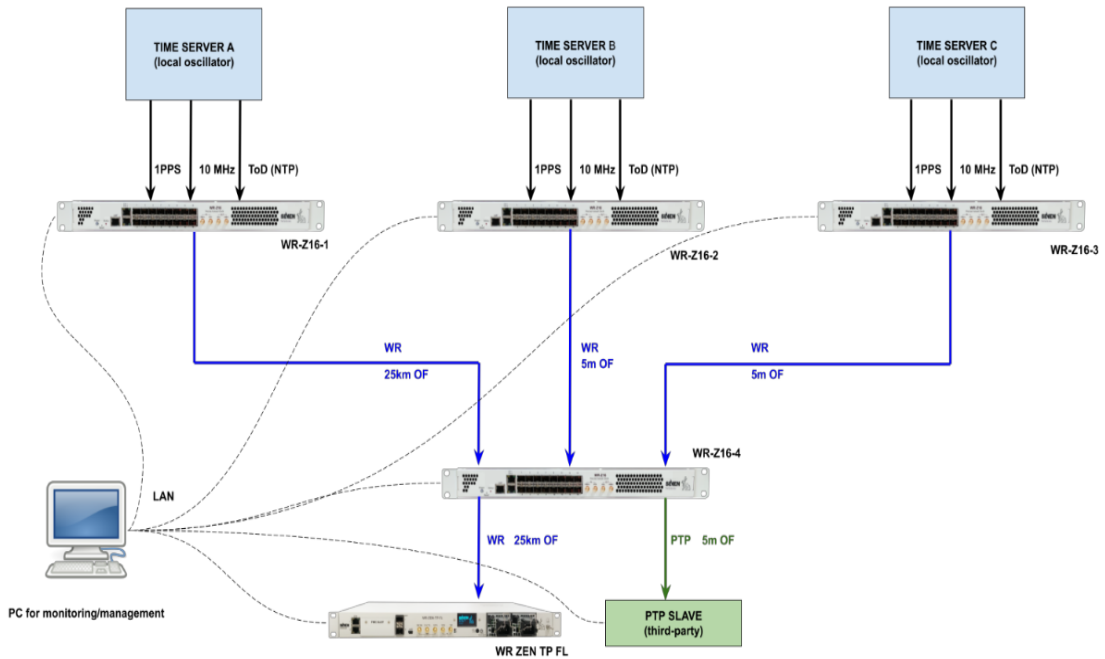 TIME SERVER A
(local oscillator)
TIME SERVER B
(local oscillator)
TIME SERVER C
(local oscillator)
1PPS
10 MHz
ToD (NTP)
1PPS
10 MHz
ToD (NTP)
1PPS
10 MHz
ToD (NTP)
WR-Z16-1
WR-Z16-2
WR-Z16-3
WR
25km OF
WR
5m OF
WR
5m OF
WR-Z16-4
LAN
WR 25km OF
PTP 5m OF
PC for monitoring/management
PTP SLAVE
(third-party)
WR ZEN TP FL